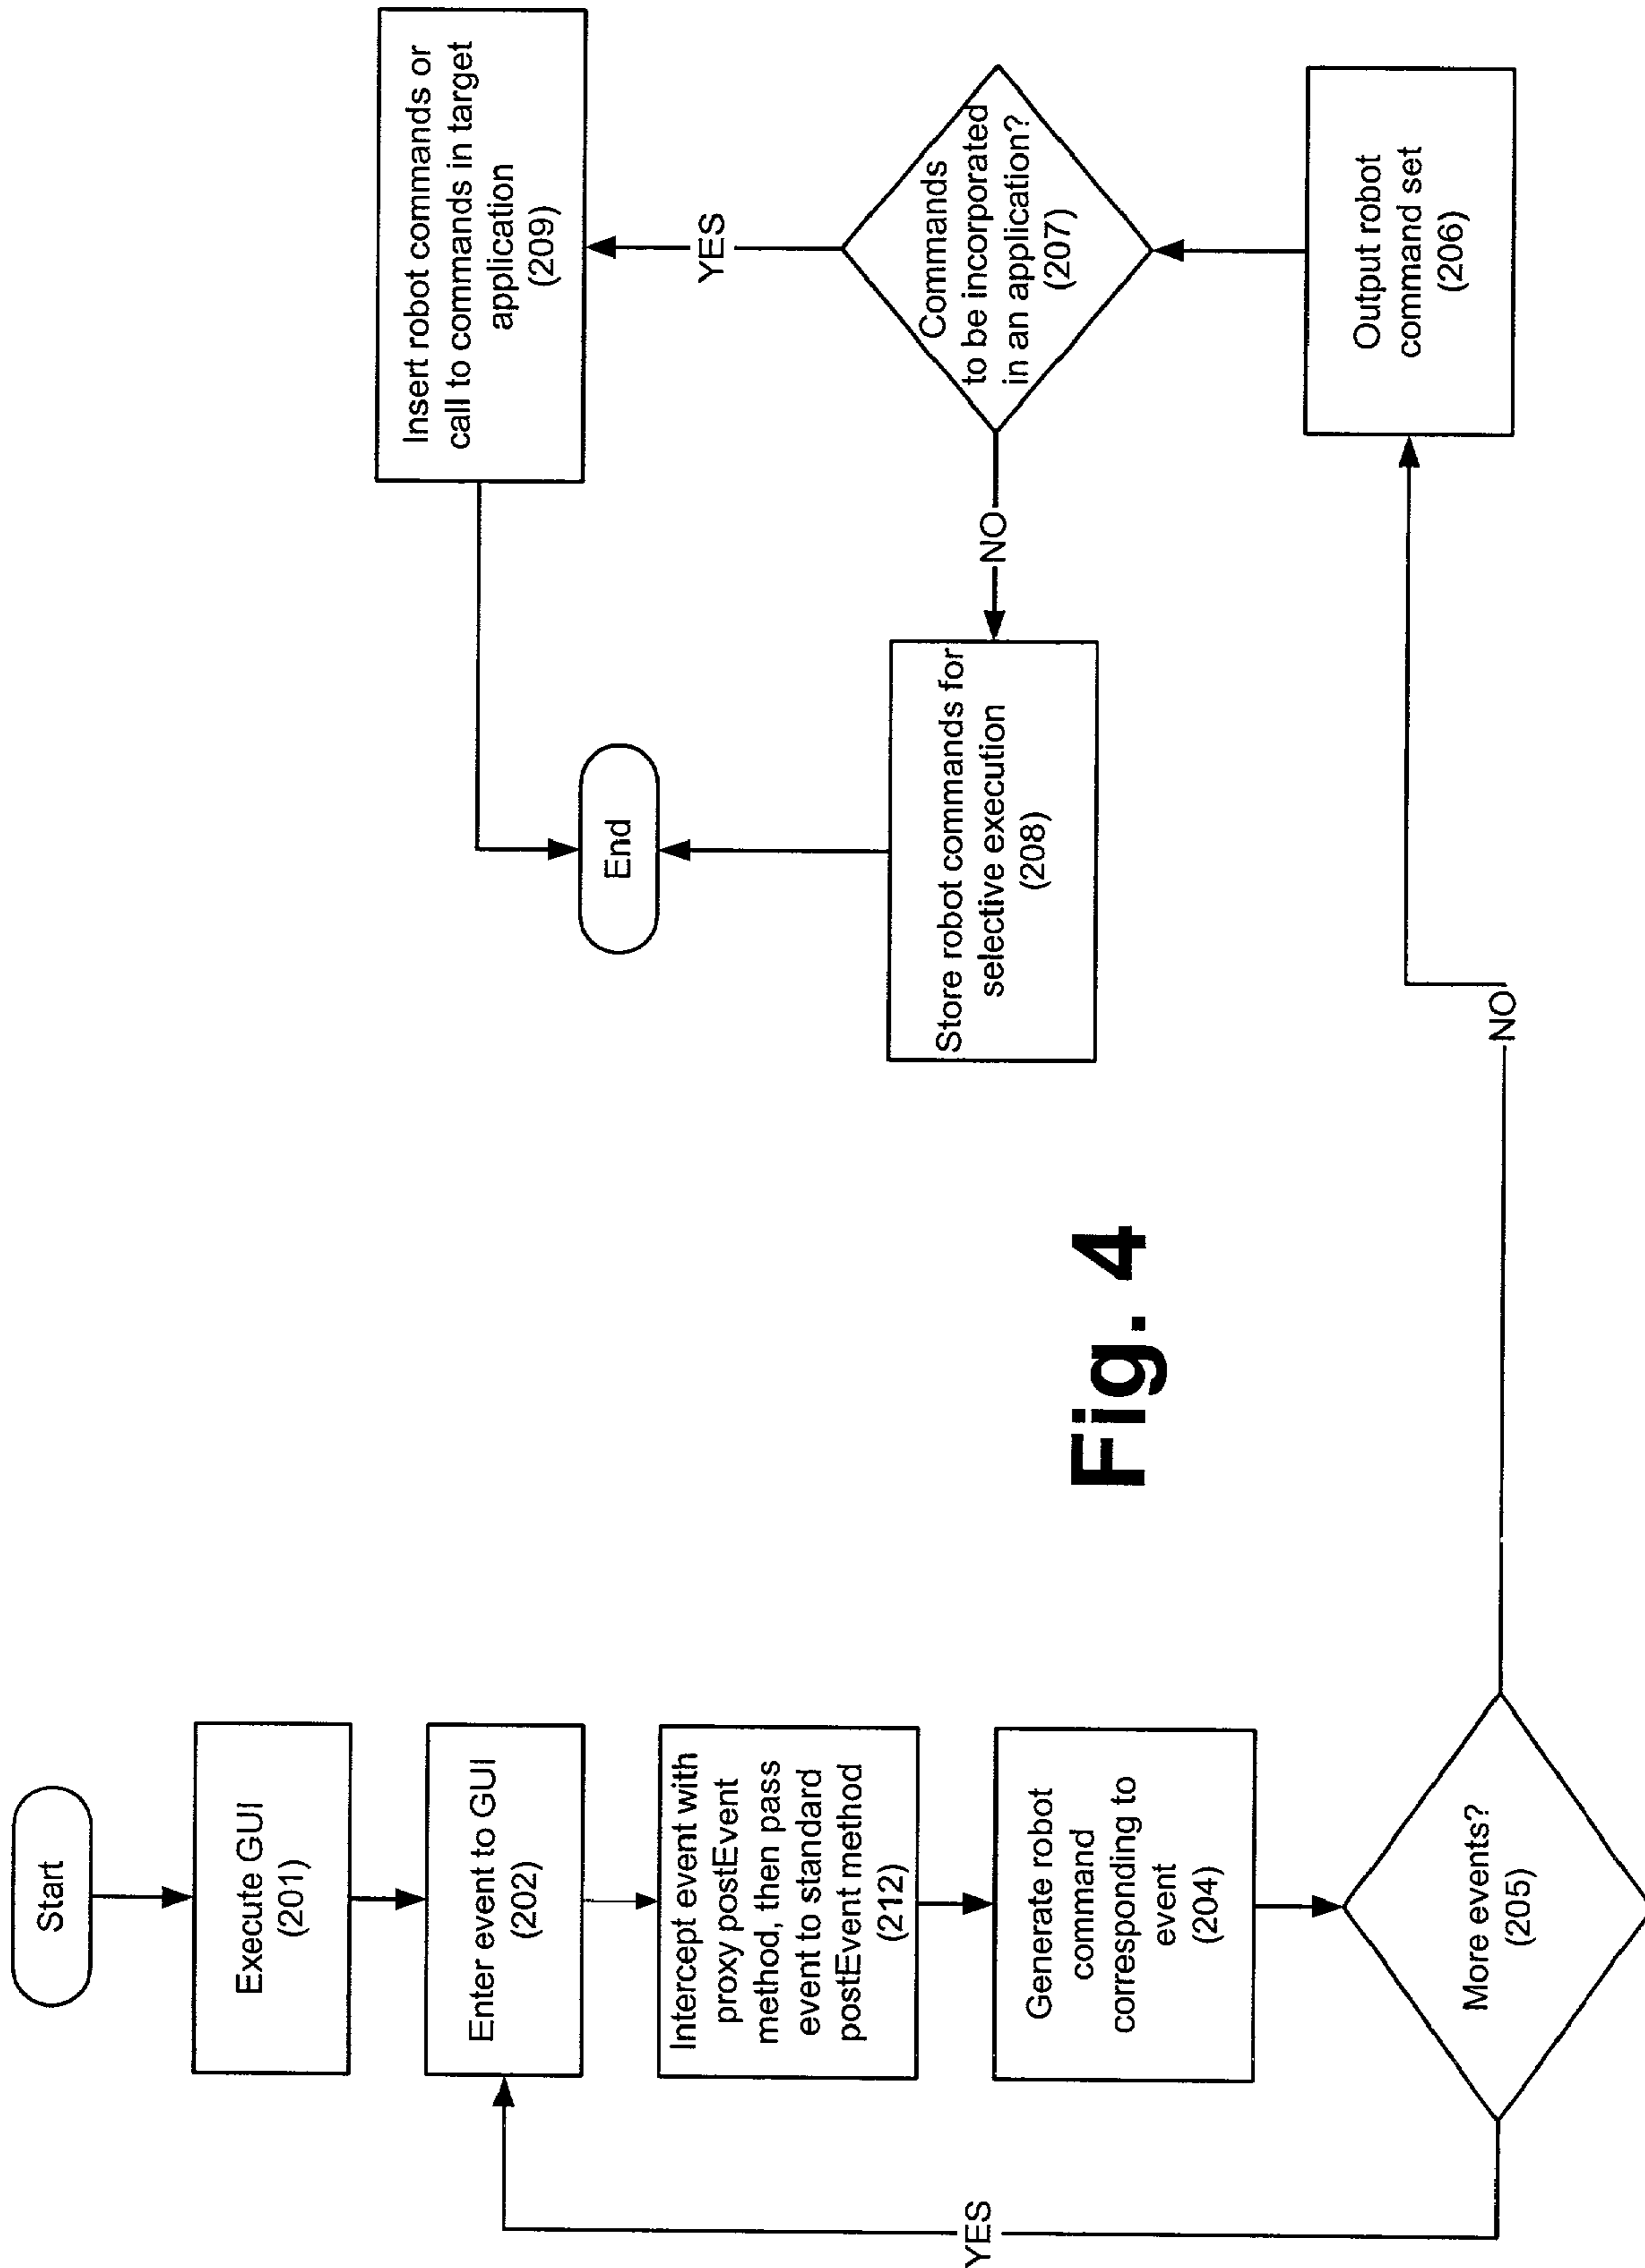 Start
Execute GUI
(201)
Enter event to GUI
(202)
Intercept event with
proxy postEvent
method, then pass
event to standard
postEvent method
(212)
Generate robot
command
corresponding to
event
(204)
More events?
(205)
YES
NO
Output robot
command set
(206)
Commands
to be incorporated
in an application?
(207)
NO
YES
Store robot commands for
selective execution
(208)
Insert robot commands or
call to commands in target
application
(209)
End
Fig. 4